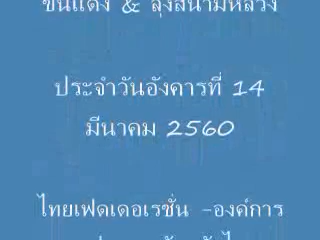 ขุนแดง & ลุงสนามหลวง
ประจำวันอังคารที่ 14
มีนาคม 2560
ไทยเฟดเดอเรชั่น -องค์การ